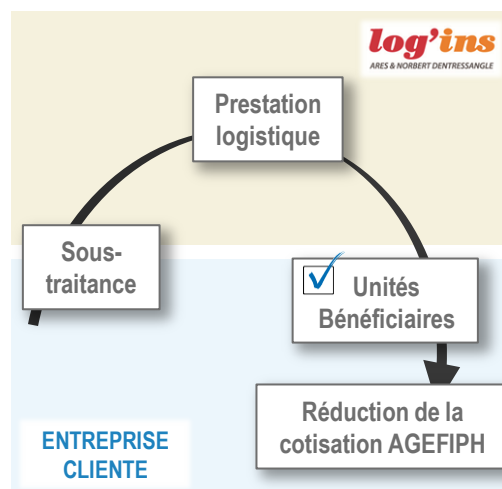 log'ins
ARES & NORBERT DENTRESSANGLE
Prestation
logistique
Sous-
traitance
Unités
Bénéficiaires
Réduction de la
cotisation AGEFIPH
ENTREPRISE
CLIENTE